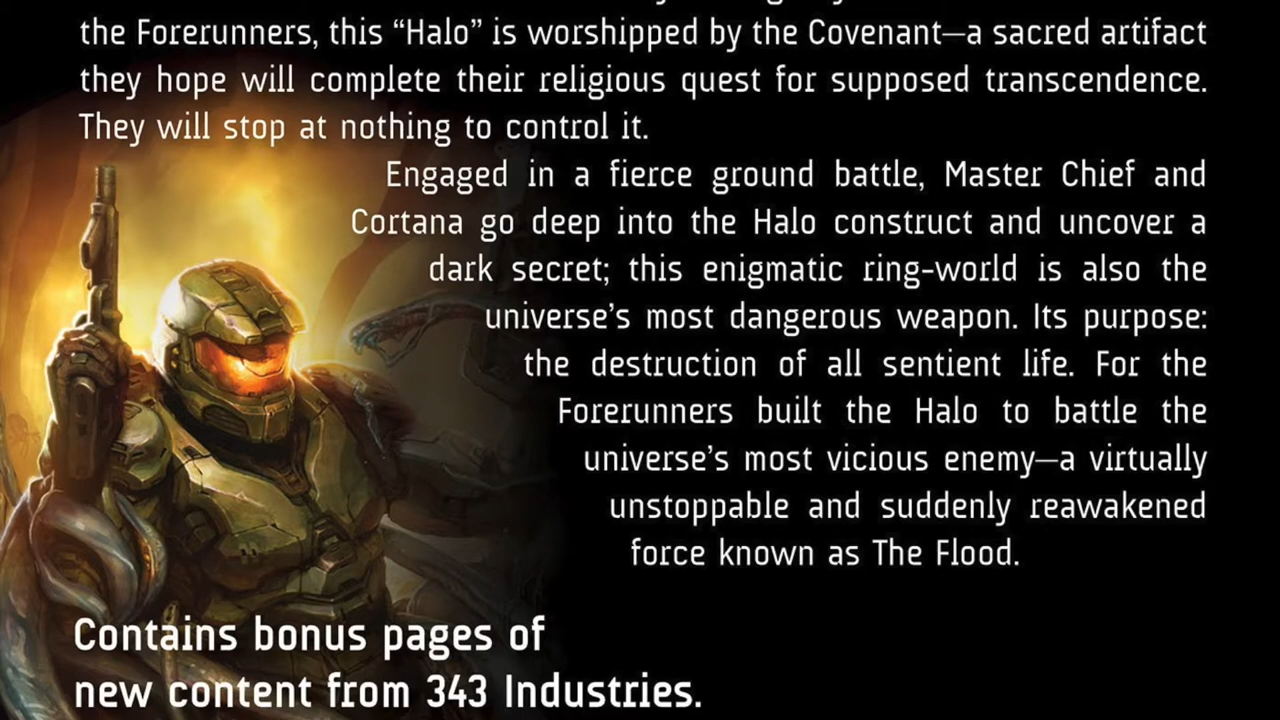 the Forerunners, this “Halo” is worshipped by the Covenant—a sacred artifact
they hope will complete their religious quest for supposed transcendence.
They will stop at nothing to control it.
Engaged in a fierce ground battle, Master Chief and
Cortana go deep into the Halo construct and uncover a
dark secret; this enigmatic ring-world is also the
universe’s most dangerous weapon. Its purpose:
the destruction of all sentient life. For the
Forerunners built the Halo to battle the
universe’s most vicious enemy—a virtually
unstoppable and suddenly reawakened
force known as The Flood.
Contains bonus pages of
new content from 343 Industries.